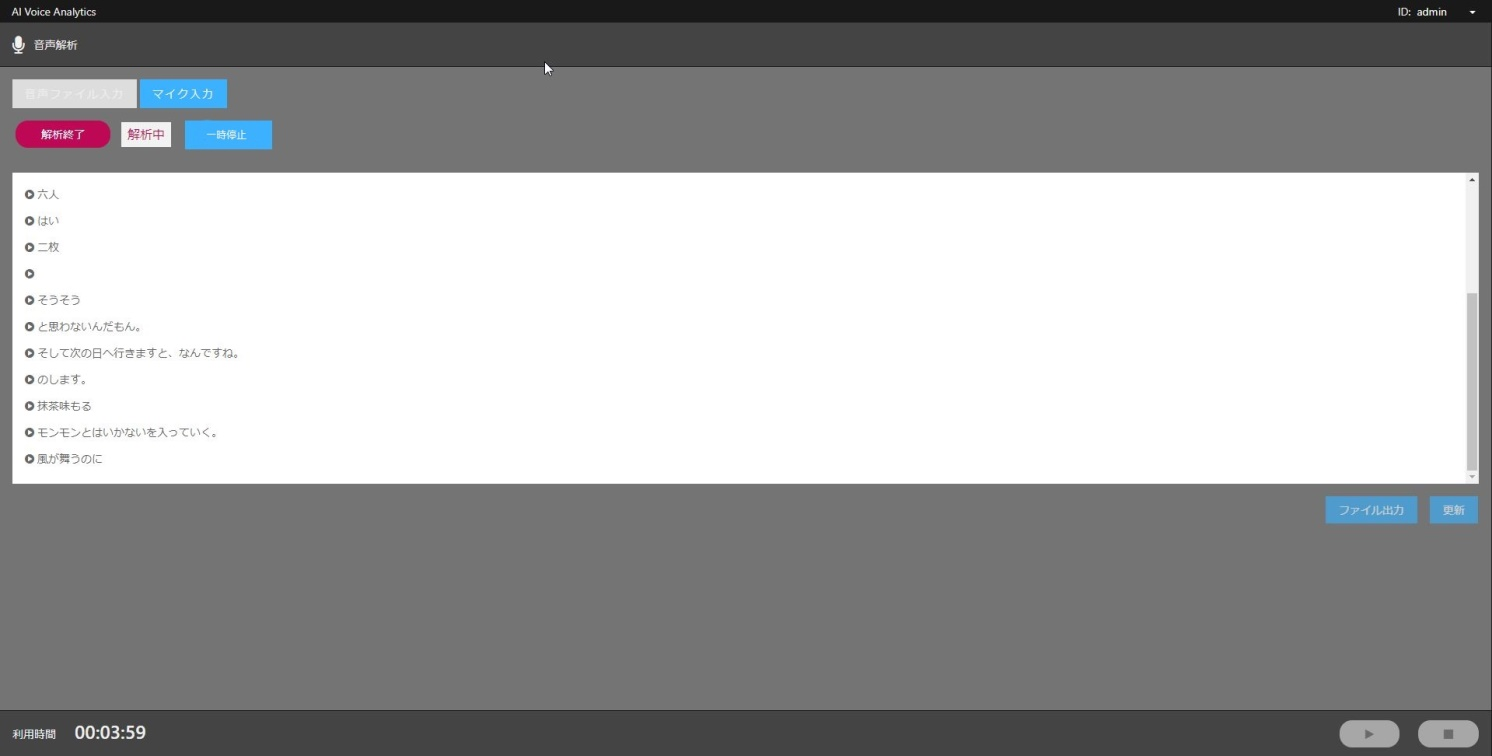 AI Voice Analytics
ID: admin
音声解析
音声ファイル入力 マイク入力
解析終了 解析中 一時停止
六人
はい
二枚
そうそう
と思わないんだもん。
そして次の日へ行きますと、なんですね。
のします。
抹茶味もる
モンモンとはいかないを入っていく。
風が舞うのに
ファイル出力 更新
利用時間 00:03:59